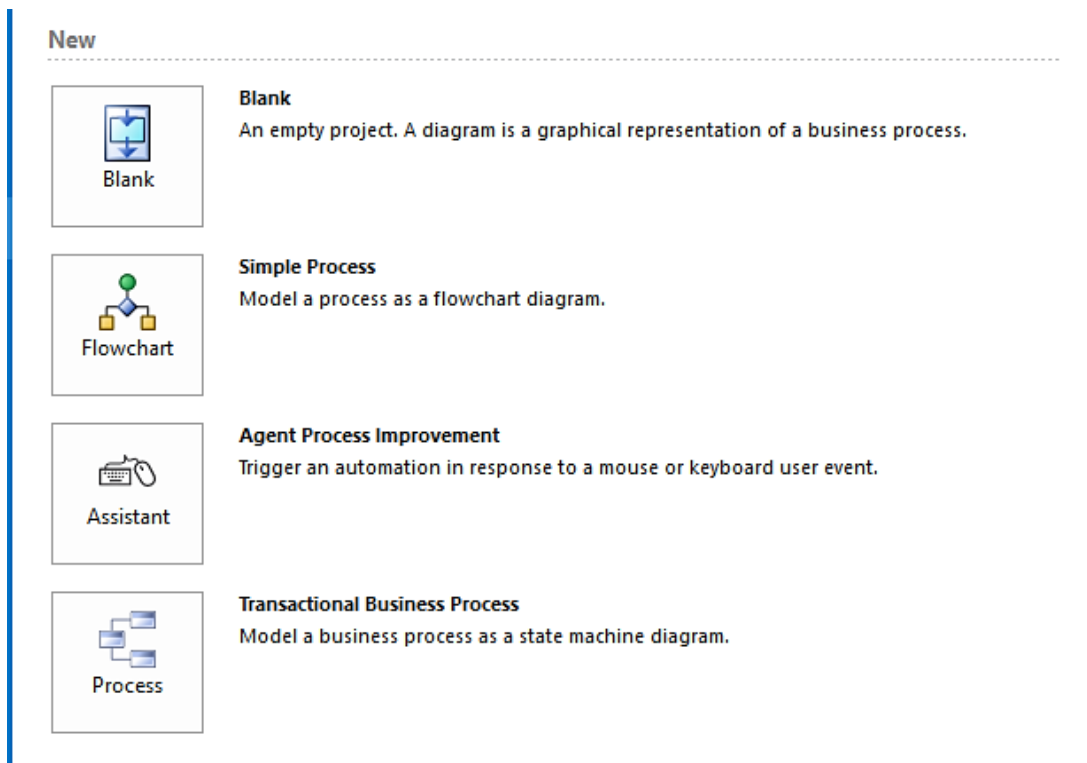 New
Blank
An empty project. A diagram is a graphical representation of a business process.
Blank
Simple Process
Model a process as a flowchart diagram.
Flowchart
Agent Process Improvement
Trigger an automation in response to a mouse or keyboard user event.
Assistant
Transactional Business Process
Model a business process as a state machine diagram.
Process